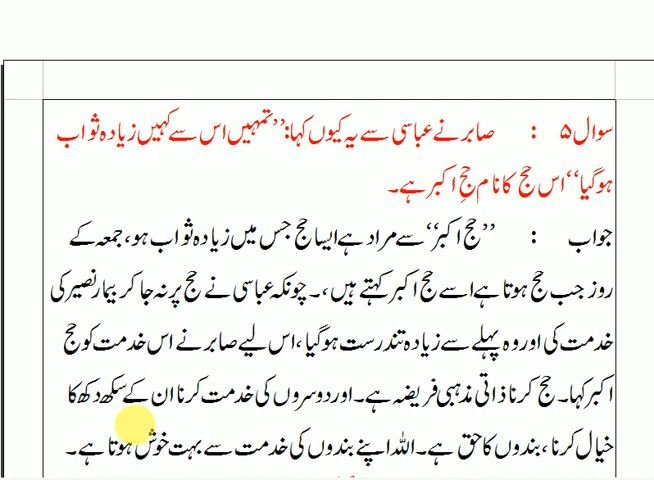 سوال ۵ : صابر نے عباسی سے یہ کیوں کہا: ’’تمہیں اس سے کہیں زیادہ ثواب
ہوگیا‘‘ اس حج کا نام حجِ اکبر ہے۔
جواب : ’’حج اکبر‘‘ سے مراد ہے ایسا حج جس میں زیادہ ثواب ہو، جمعہ کے
روز جب حج ہوتا ہے اسے حج اکبر کہتے ہیں،۔ چونکہ عباسی نے حج پر نہ جا کر بیمار نصیر کی
خدمت کی اور وہ پہلے سے زیادہ تندرست ہوگیا، اس لیے صابر نے اس خدمت کو حج
اکبر کہا۔ حج کرنا ذاتی مذہبی فریضہ ہے۔ اور دوسروں کی خدمت کرنا ان کے سکھ دکھ کا
خیال کرنا، بندوں کا حق ہے۔ اللہ اپنے بندوں کی خدمت سے بہت خوش ہوتا ہے۔